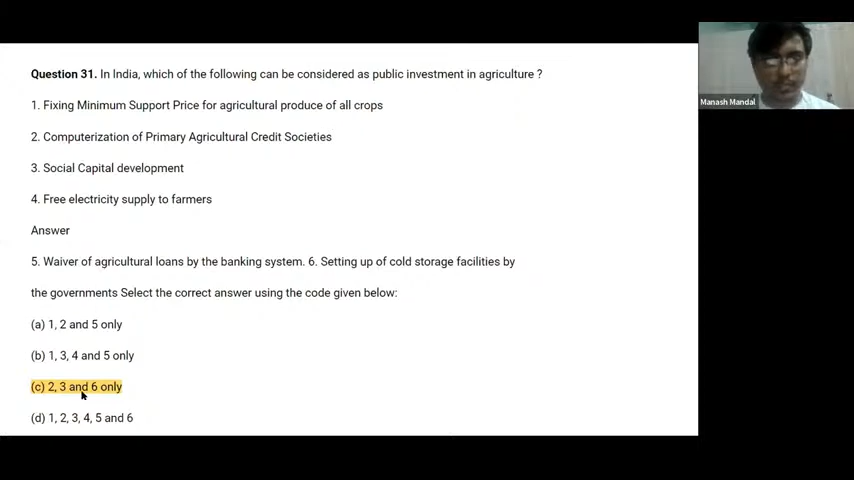 Question 31. In India, which of the following can be considered as public investment in agriculture ?
1. Fixing Minimum Support Price for agricultural produce of all crops
2. Computerization of Primary Agricultural Credit Societies
3. Social Capital development
4. Free electricity supply to farmers
Answer
5. Waiver of agricultural loans by the banking system. 6. Setting up of cold storage facilities by
the governments Select the correct answer using the code given below:
(a) 1, 2 and 5 only
(b) 1, 3, 4 and 5 only
(c) 2, 3 and 6 only
(d) 1, 2, 3, 4, 5 and 6
Manash Mandal